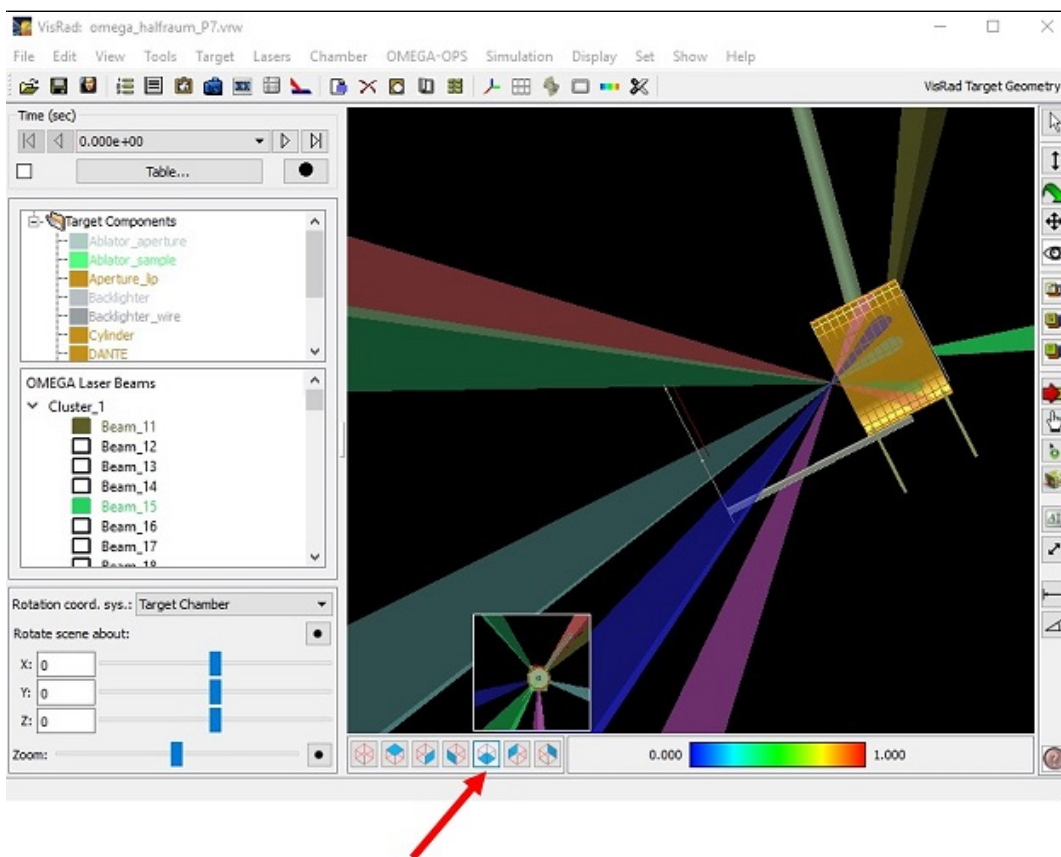 VisRad: omega_halfraum_P7.vrw
File Edit View Tools Target Lasers Chamber OMEGA-OPS Simulation Display Set Show Help
VisRad Target Geometry
Time (sec)
0.000e+00
Table...
Target Components
Ablator_aperture
Ablator_sample
Aperture_lip
Backlighter
Backlighter_wire
Cylinder
DANTE
OMEGA Laser Beams
Cluster_1
Beam_11
Beam_12
Beam_13
Beam_14
Beam_15
Beam_16
Beam_17
Beam_18
Rotation coord. sys.: Target Chamber
Rotate scene about:
X: 0
Y: 0
Z: 0
Zoom:
0.000 1.000